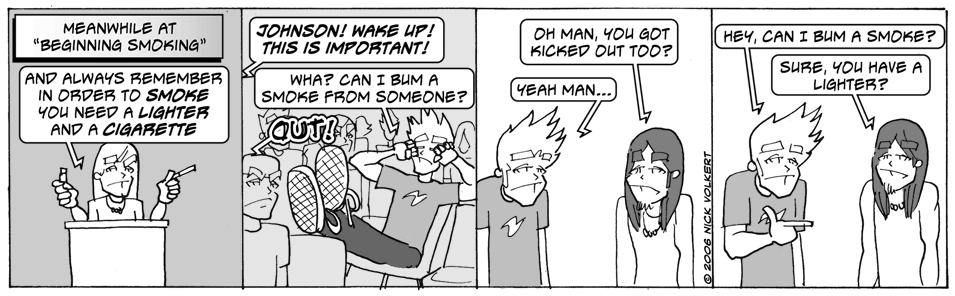 MEANWHILE AT
"BEGINNING SMOKING"
AND ALWAYS REMEMBER
IN ORDER TO SMOKE
YOU NEED A LIGHTER
AND A CIGARETTE
JOHNSON! WAKE UP!
THIS IS IMPORTANT!
WHA? CAN I BUM A
SMOKE FROM SOMEONE?
OUT!
OH MAN, YOU GOT
KICKED OUT TOO?
YEAH MAN...
© 2006 NICK VOLKERT
HEY, CAN I BUM A SMOKE?
SURE, YOU HAVE A
LIGHTER?